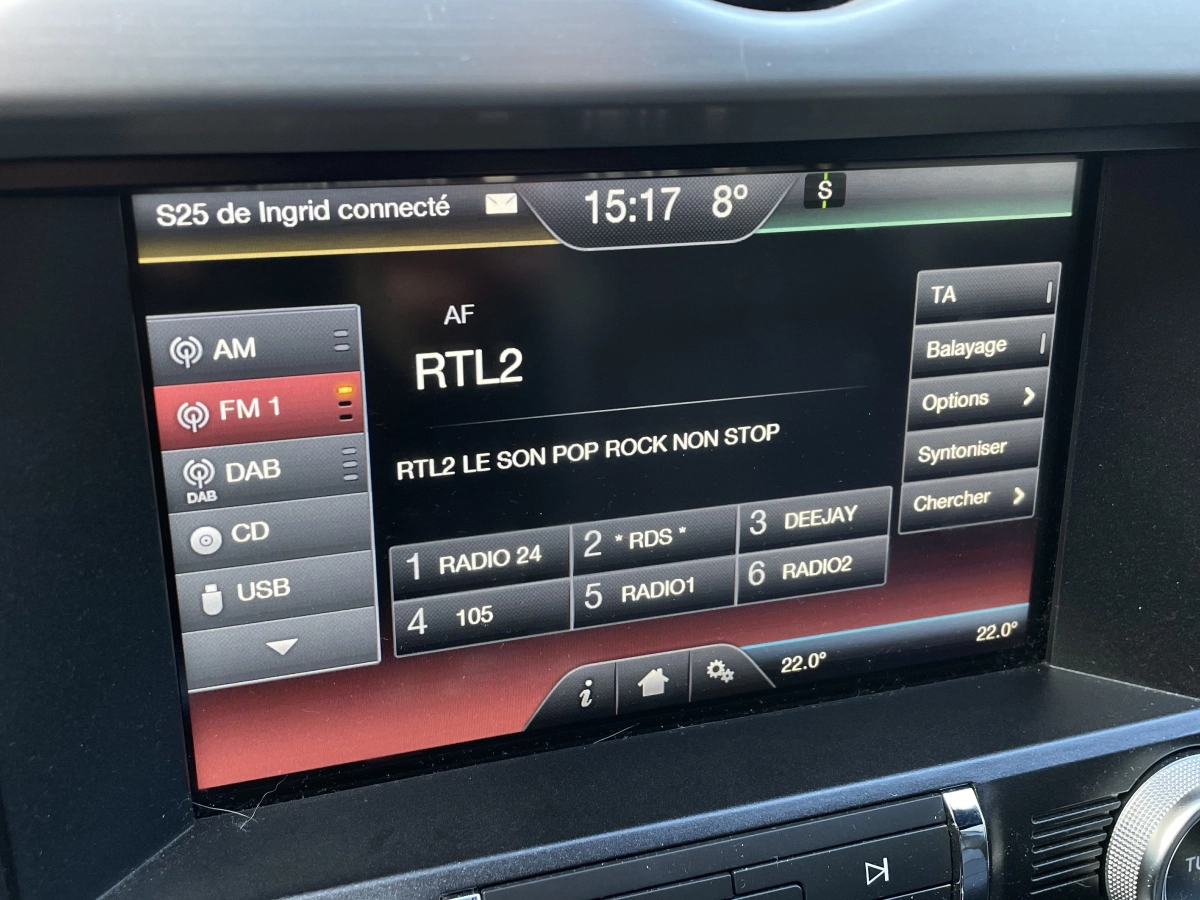 S25 de Ingrid connecté 15:17 8° S
AM
FM 1
DAB
DAB
CD
USB
AF
RTL2
RTL2 LE SON POP ROCK NON STOP
1 RADIO 24 2 * RDS * 3 DEEJAY
4 105 5 RADIO1 6 RADIO2
TA
Balayage
Options
Syntoniser
Chercher
i 22.0° 22.0°